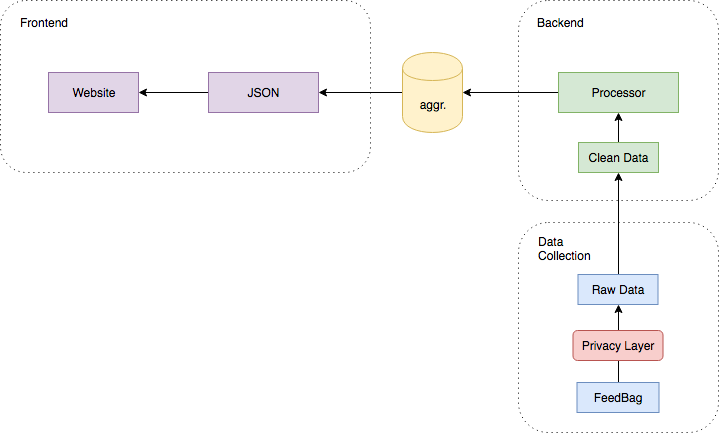 Frontend
Backend
Website
JSON
aggr.
Processor
Clean Data
Data
Collection
Raw Data
Privacy Layer
FeedBag